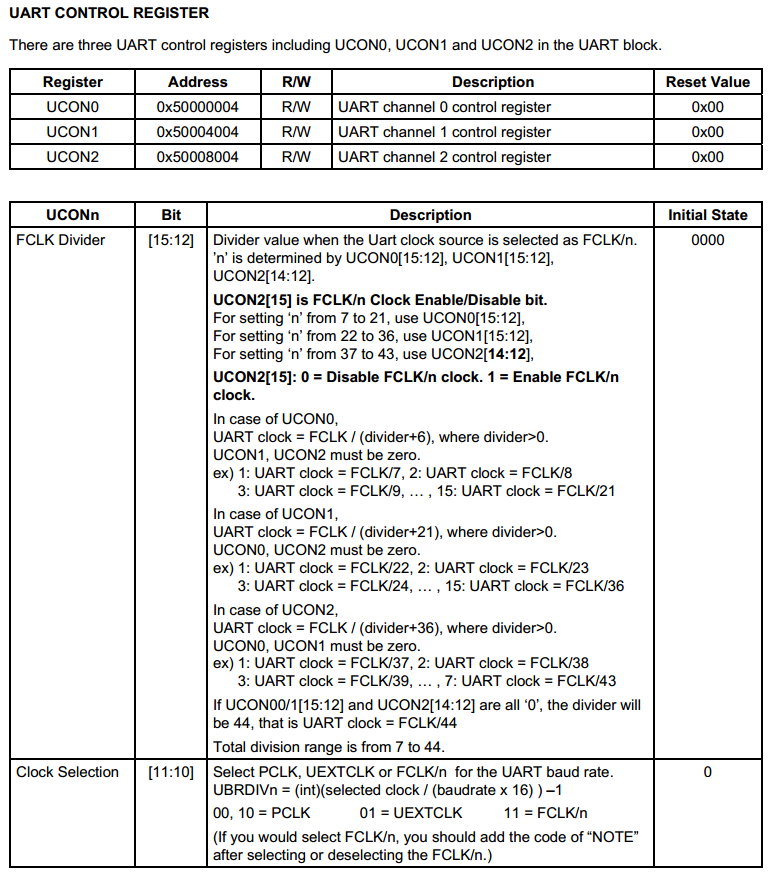 UART CONTROL REGISTER
There are three UART control registers including UCON0, UCON1 and UCON2 in the UART block.
Register Address R/W Description Reset Value
UCON0 0x50000004 R/W UART channel 0 control register 0x00
UCON1 0x50004004 R/W UART channel 1 control register 0x00
UCON2 0x50008004 R/W UART channel 2 control register 0x00
UCONn Bit Description Initial State
FCLK Divider [15:12] Divider value when the Uart clock source is selected as FCLK/n. 0000
’n’ is determined by UCON0[15:12], UCON1[15:12],
UCON2[14:12].
UCON2[15] is FCLK/n Clock Enable/Disable bit.
For setting ‘n’ from 7 to 21, use UCON0[15:12],
For setting ‘n’ from 22 to 36, use UCON1[15:12],
For setting ‘n’ from 37 to 43, use UCON2[14:12],
UCON2[15]: 0 = Disable FCLK/n clock. 1 = Enable FCLK/n
clock.
In case of UCON0,
UART clock = FCLK / (divider+6), where divider>0.
UCON1, UCON2 must be zero.
ex) 1: UART clock = FCLK/7, 2: UART clock = FCLK/8
3: UART clock = FCLK/9, … , 15: UART clock = FCLK/21
In case of UCON1,
UART clock = FCLK / (divider+21), where divider>0.
UCON0, UCON2 must be zero.
ex) 1: UART clock = FCLK/22, 2: UART clock = FCLK/23
3: UART clock = FCLK/24, … , 15: UART clock = FCLK/36
In case of UCON2,
UART clock = FCLK / (divider+36), where divider>0.
UCON0, UCON1 must be zero.
ex) 1: UART clock = FCLK/37, 2: UART clock = FCLK/38
3: UART clock = FCLK/39, … , 7: UART clock = FCLK/43
If UCON00/1[15:12] and UCON2[14:12] are all ‘0’, the divider will
be 44, that is UART clock = FCLK/44
Total division range is from 7 to 44.
Clock Selection [11:10] Select PCLK, UEXTCLK or FCLK/n for the UART baud rate. 0
UBRDIVn = (int)(selected clock / (baudrate x 16) ) –1
00, 10 = PCLK 01 = UEXTCLK 11 = FCLK/n
(If you would select FCLK/n, you should add the code of “NOTE”
after selecting or deselecting the FCLK/n.)